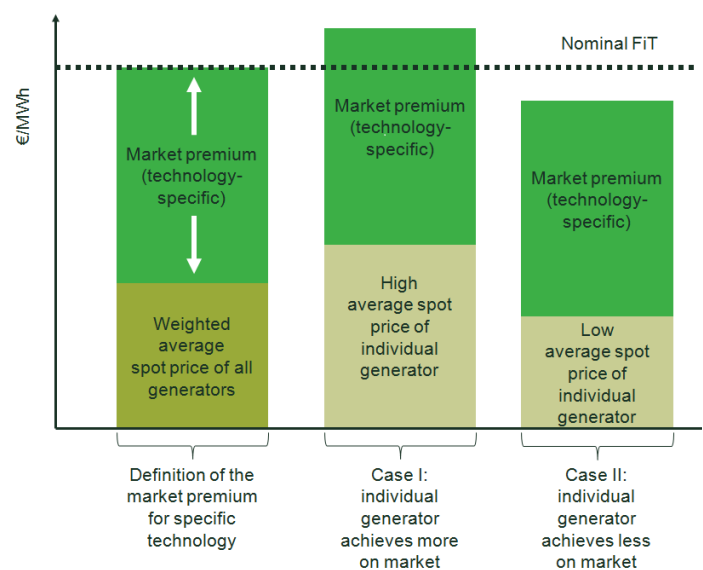 Nominal FiT
€/MWh
Market premium
(technology-
specific)
Market premium
(technology-
specific)
Market premium
(technology-
specific)
Weighted
average
spot price of all
generators
High
average spot
price of
individual
generator
Low
average spot
price of
individual
generator
Definition of the
market premium
for specific
technology
Case I:
individual
generator
achieves more
on market
Case II:
individual
generator
achieves less
on market